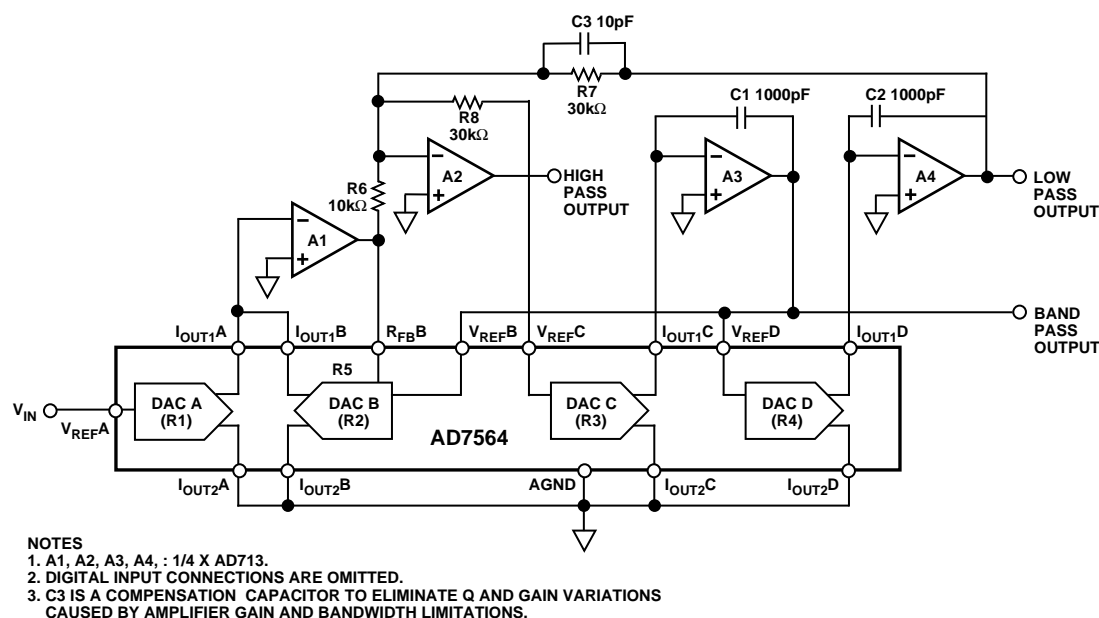 C3 10pF
R7
30kΩ
C1 1000pF
C2 1000pF
R8
30kΩ
A2
HIGH
PASS
OUTPUT
A3
A4
LOW
PASS
OUTPUT
R6
10kΩ
A1
BAND
PASS
OUTPUT
IOUT1A
IOUT1B
RFBB
VREFB
VREFC
IOUT1C
VREFD
IOUT1D
R5
VIN
VREFA
DAC A
(R1)
DAC B
(R2)
DAC C
(R3)
DAC D
(R4)
AD7564
IOUT2A
IOUT2B
AGND
IOUT2C
IOUT2D
NOTES
1. A1, A2, A3, A4, : 1/4 X AD713.
2. DIGITAL INPUT CONNECTIONS ARE OMITTED.
3. C3 IS A COMPENSATION CAPACITOR TO ELIMINATE Q AND GAIN VARIATIONS
CAUSED BY AMPLIFIER GAIN AND BANDWIDTH LIMITATIONS.